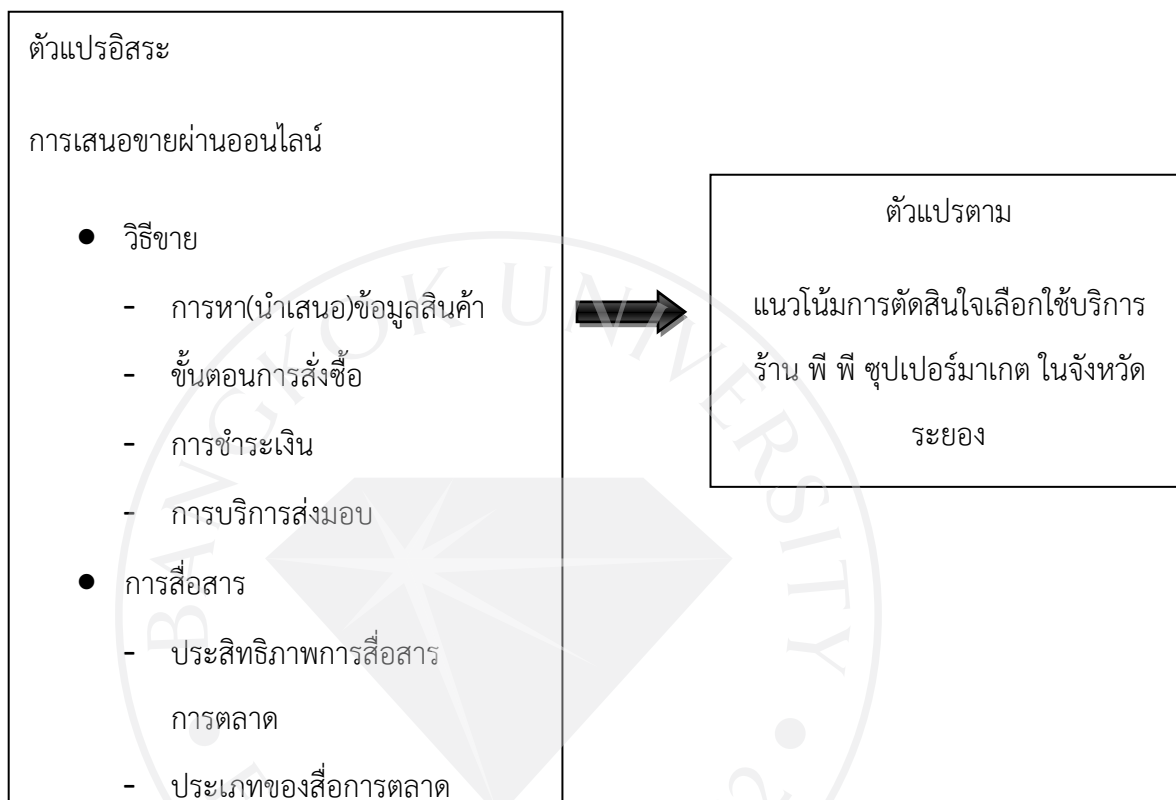 ตัวแปรอิสระ
การเสนอขายผ่านออนไลน์
● วิธีขาย
- การหา(นำเสนอ)ข้อมูลสินค้า
- ขั้นตอนการสั่งซื้อ
- การชำระเงิน
- การบริการส่งมอบ
● การสื่อสาร
- ประสิทธิภาพการสื่อสาร
การตลาด
- ประเภทของสื่อการตลาด
ตัวแปรตาม
แนวโน้มการตัดสินใจเลือกใช้บริการ
ร้าน พี พี ซุปเปอร์มาเกต ในจังหวัด
ระยอง
BANGKOK UNIVERSITY